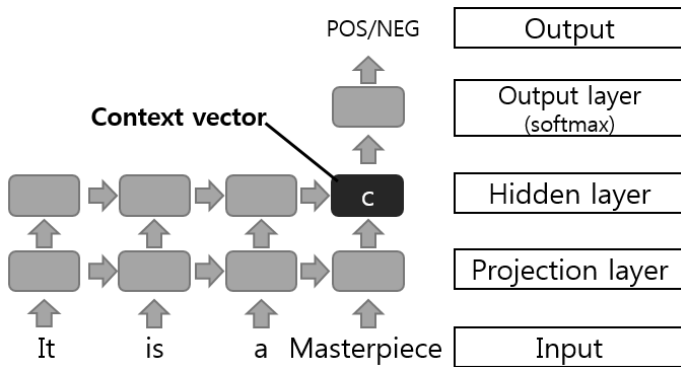 POS/NEG
Output
Output layer
(softmax)
Context vector
c
Hidden layer
Projection layer
It is a Masterpiece
Input